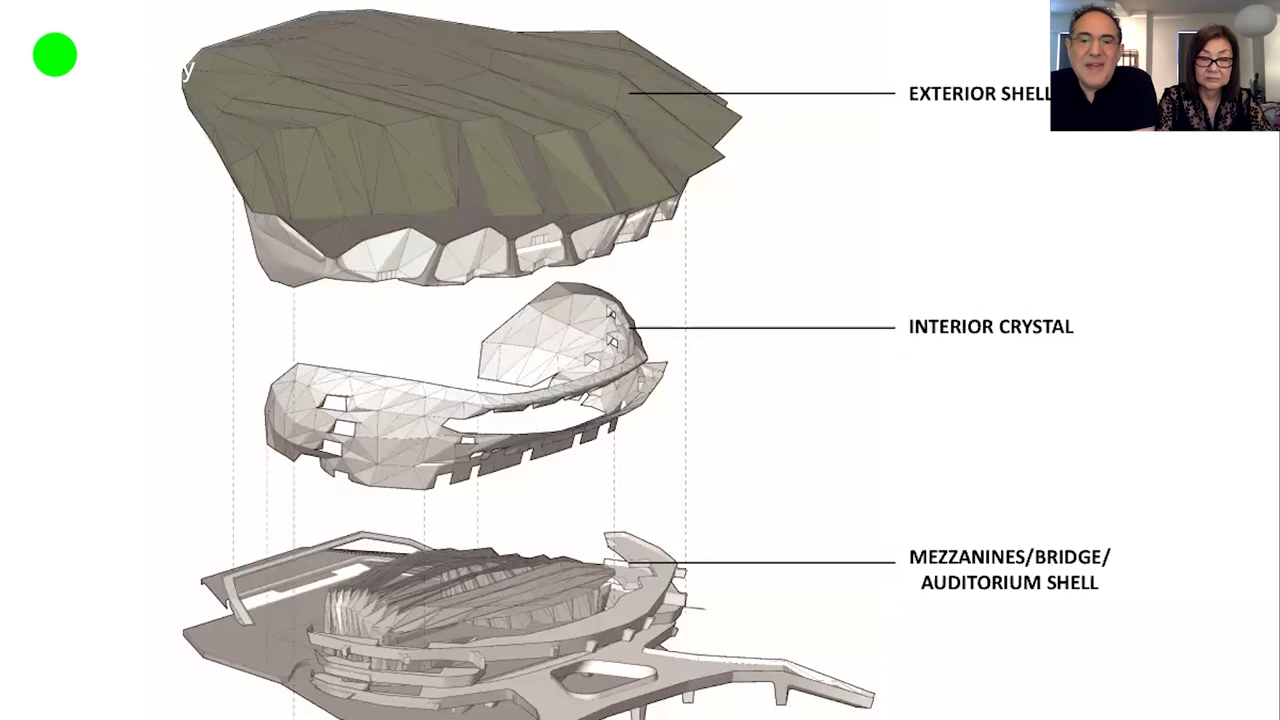 y
EXTERIOR SHELL
INTERIOR CRYSTAL
MEZZANINES/BRIDGE/
AUDITORIUM SHELL